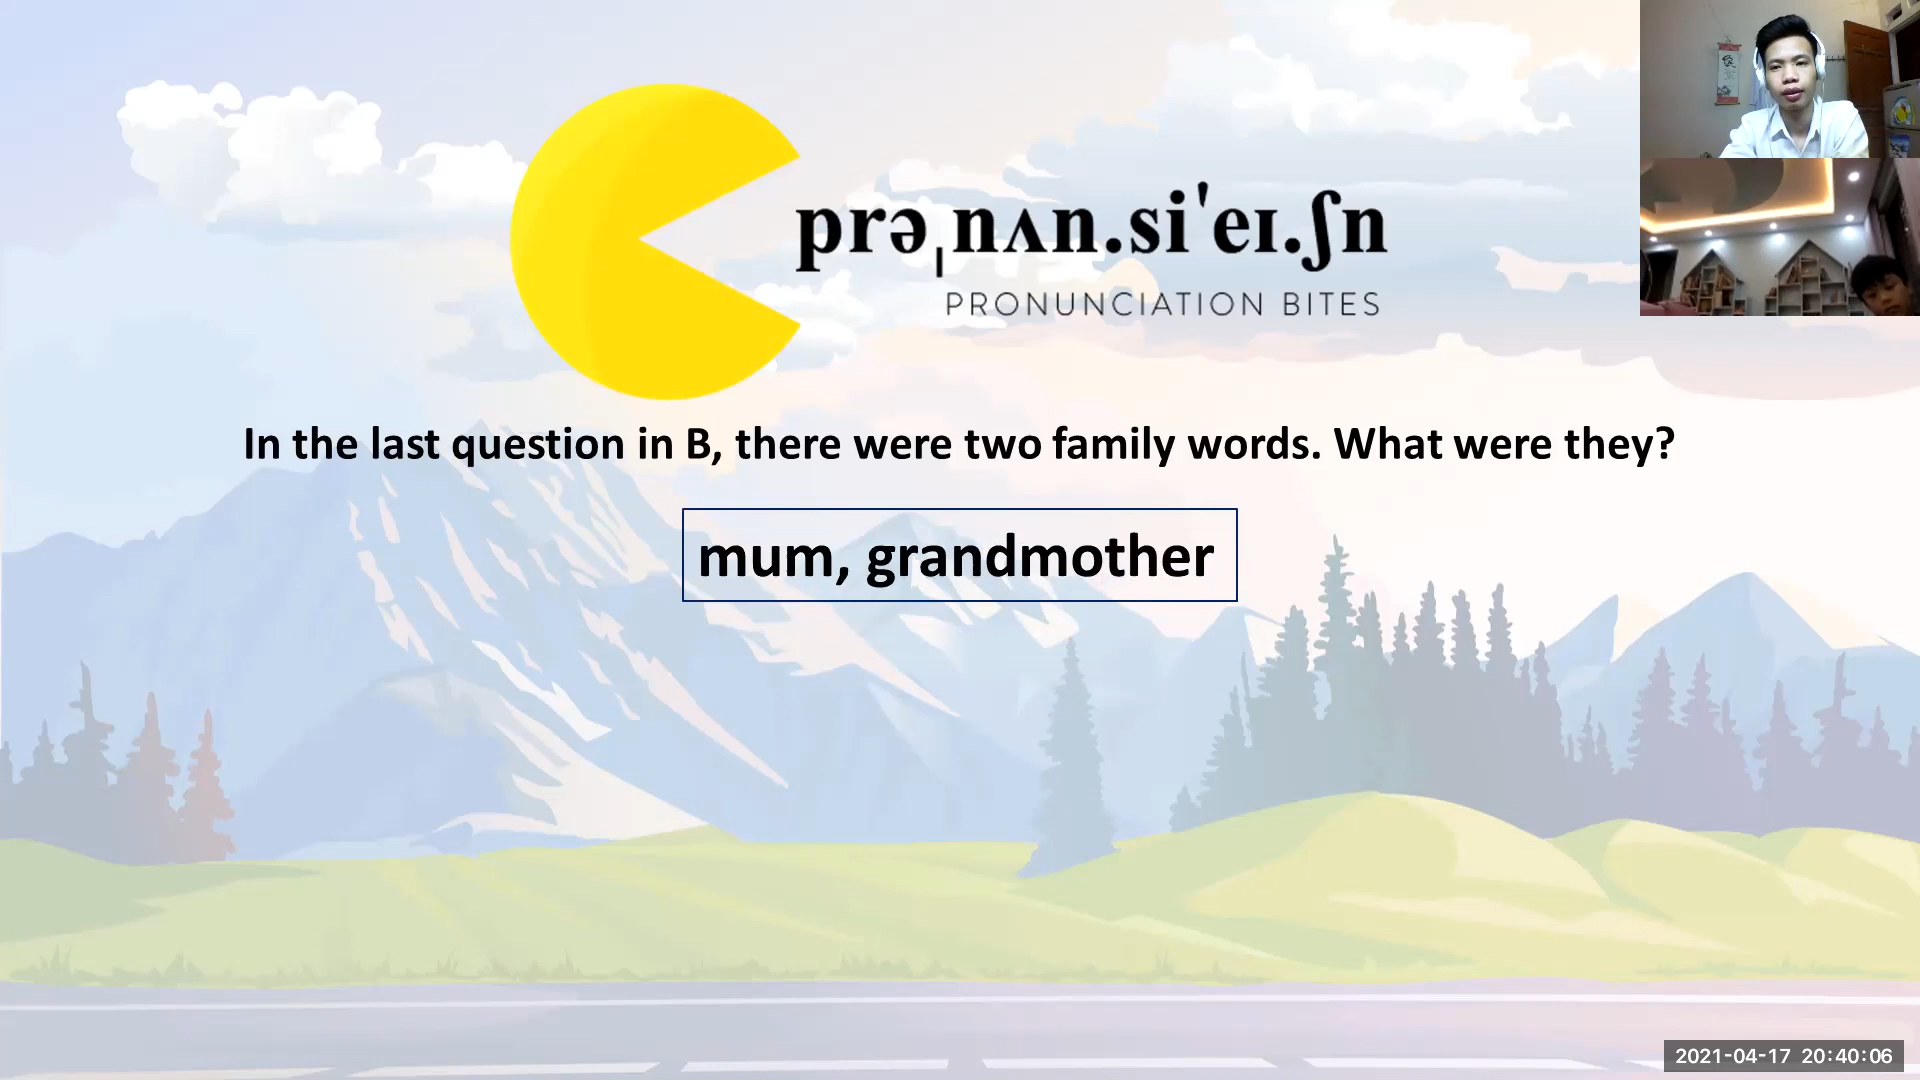 prəˌnʌn.siˈeɪ.ʃn
PRONUNCIATION BITES
In the last question in B, there were two family words. What were they?
mum, grandmother
2021-04-17 20:40:06